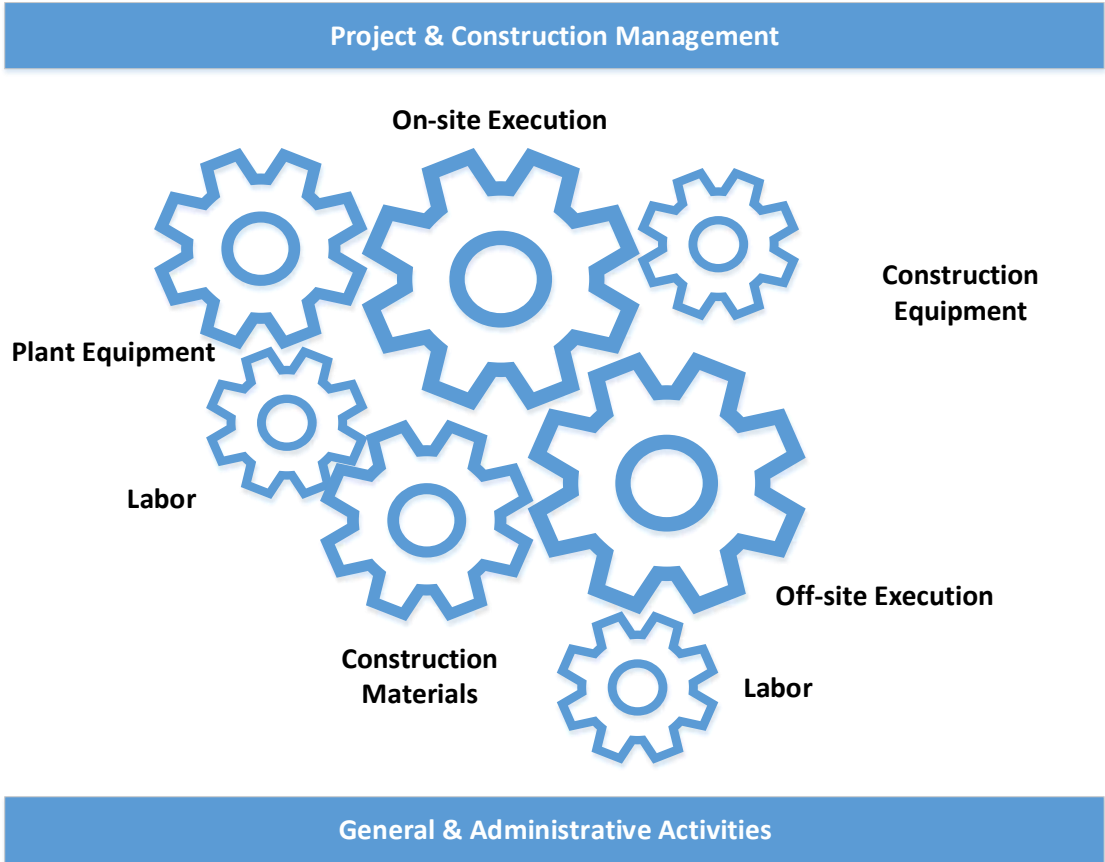 Project & Construction Management
On-site Execution
Construction
Equipment
Plant Equipment
Labor
Off-site Execution
Construction
Materials
Labor
General & Administrative Activities